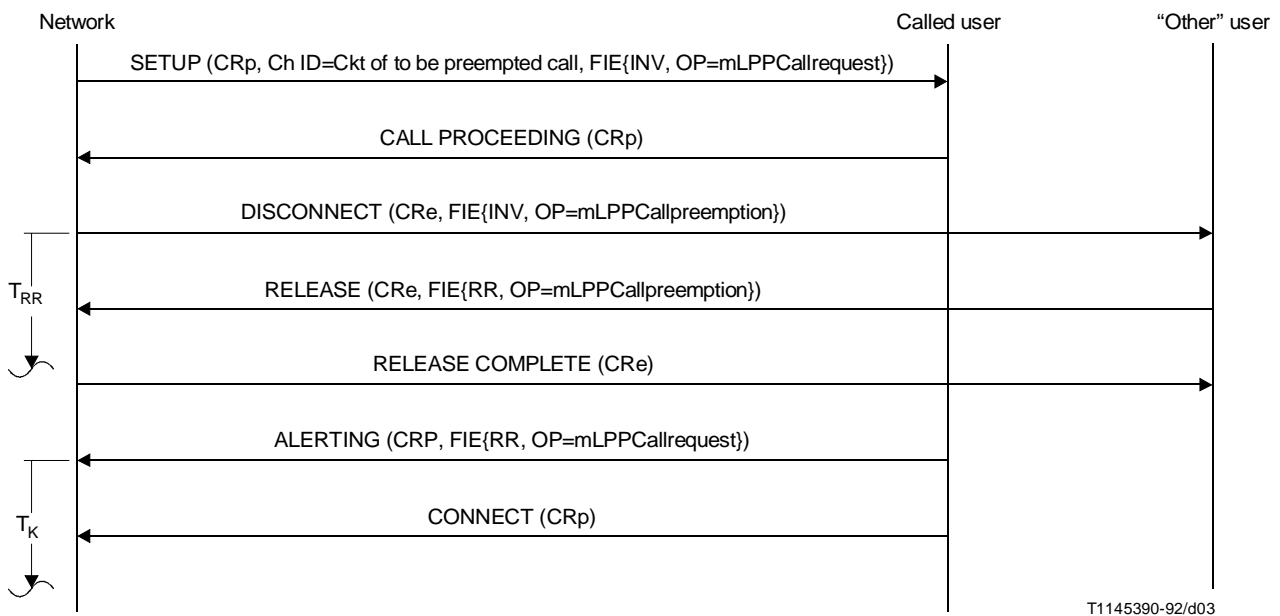 Network
Called user
“Other” user
SETUP (CRp, Ch ID=Ckt of to be preempted call, FIE{INV, OP=mLPPCallrequest})
CALL PROCEEDING (CRp)
DISCONNECT (CRe, FIE{INV, OP=mLPPCallpreemption})
TRR
RELEASE (CRe, FIE{RR, OP=mLPPCallpreemption})
RELEASE COMPLETE (CRe)
ALERTING (CRP, FIE{RR, OP=mLPPCallrequest})
TK
CONNECT (CRp)
T1145390-92/d03